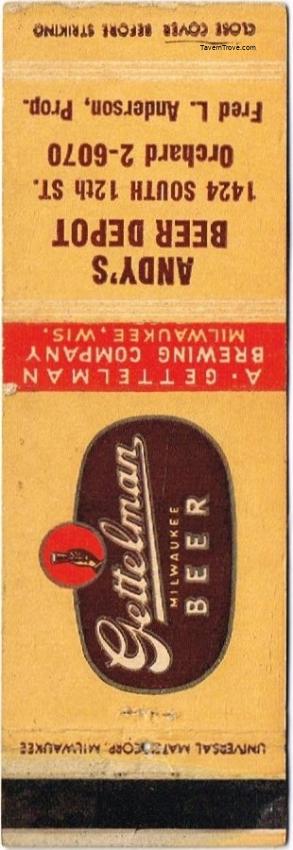 CLOSE COVER BEFORE STRIKING
TavernTrove.com
Fred L. Anderson, Prop.
Orchard 2-6070
1424 SOUTH 12th ST.
BEER DEPOT
ANDY'S
A. GETTELMAN
BREWING COMPANY
MILWAUKEE, WIS.
Gettelman
MILWAUKEE
BEER
UNIVERSAL MATCH CORP. MILWAUKEE